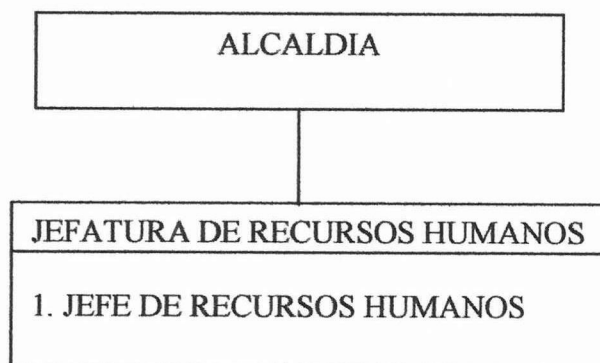 ALCALDIA
JEFATURA DE RECURSOS HUMANOS
1. JEFE DE RECURSOS HUMANOS